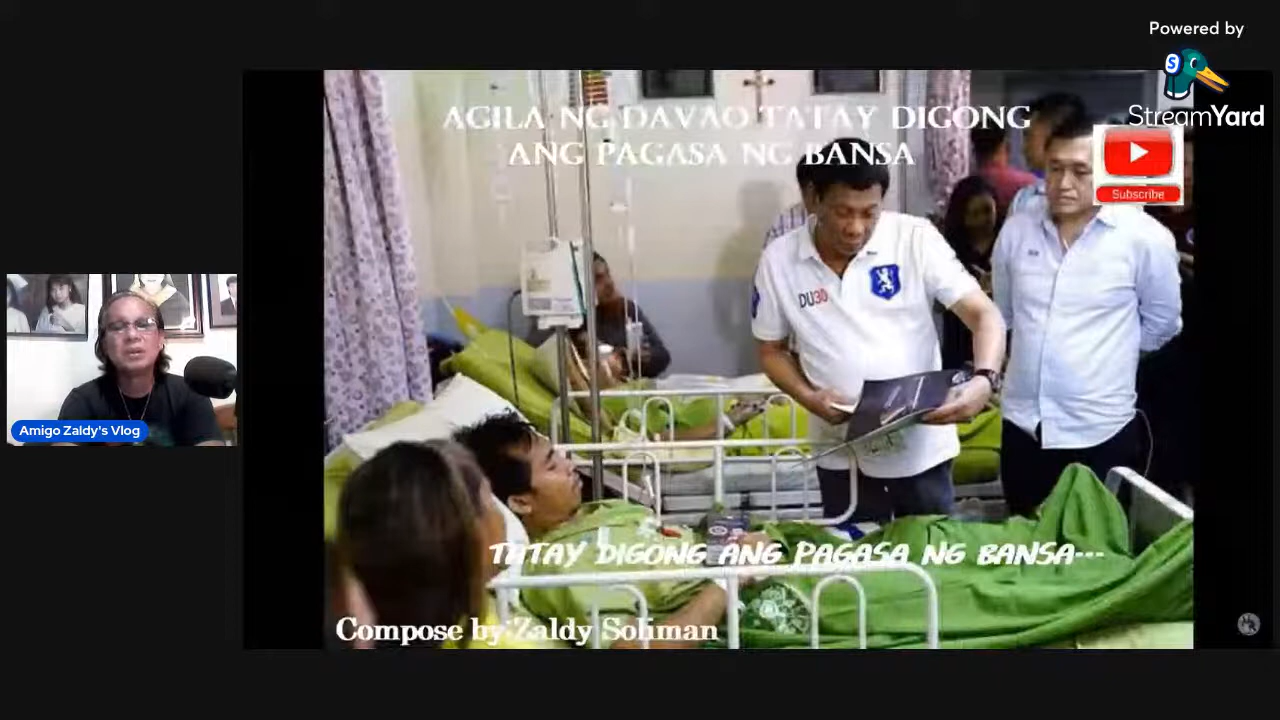 Powered by
StreamYard
AGILA NG DAVAO TATAY DIGONG
ANG PAGASA NG BANSA
Subscribe
DU30
Amigo Zaldy's Vlog
TATAY DIGONG ANG PAGASA NG BANSA---
Compose by:Zaldy Soliman